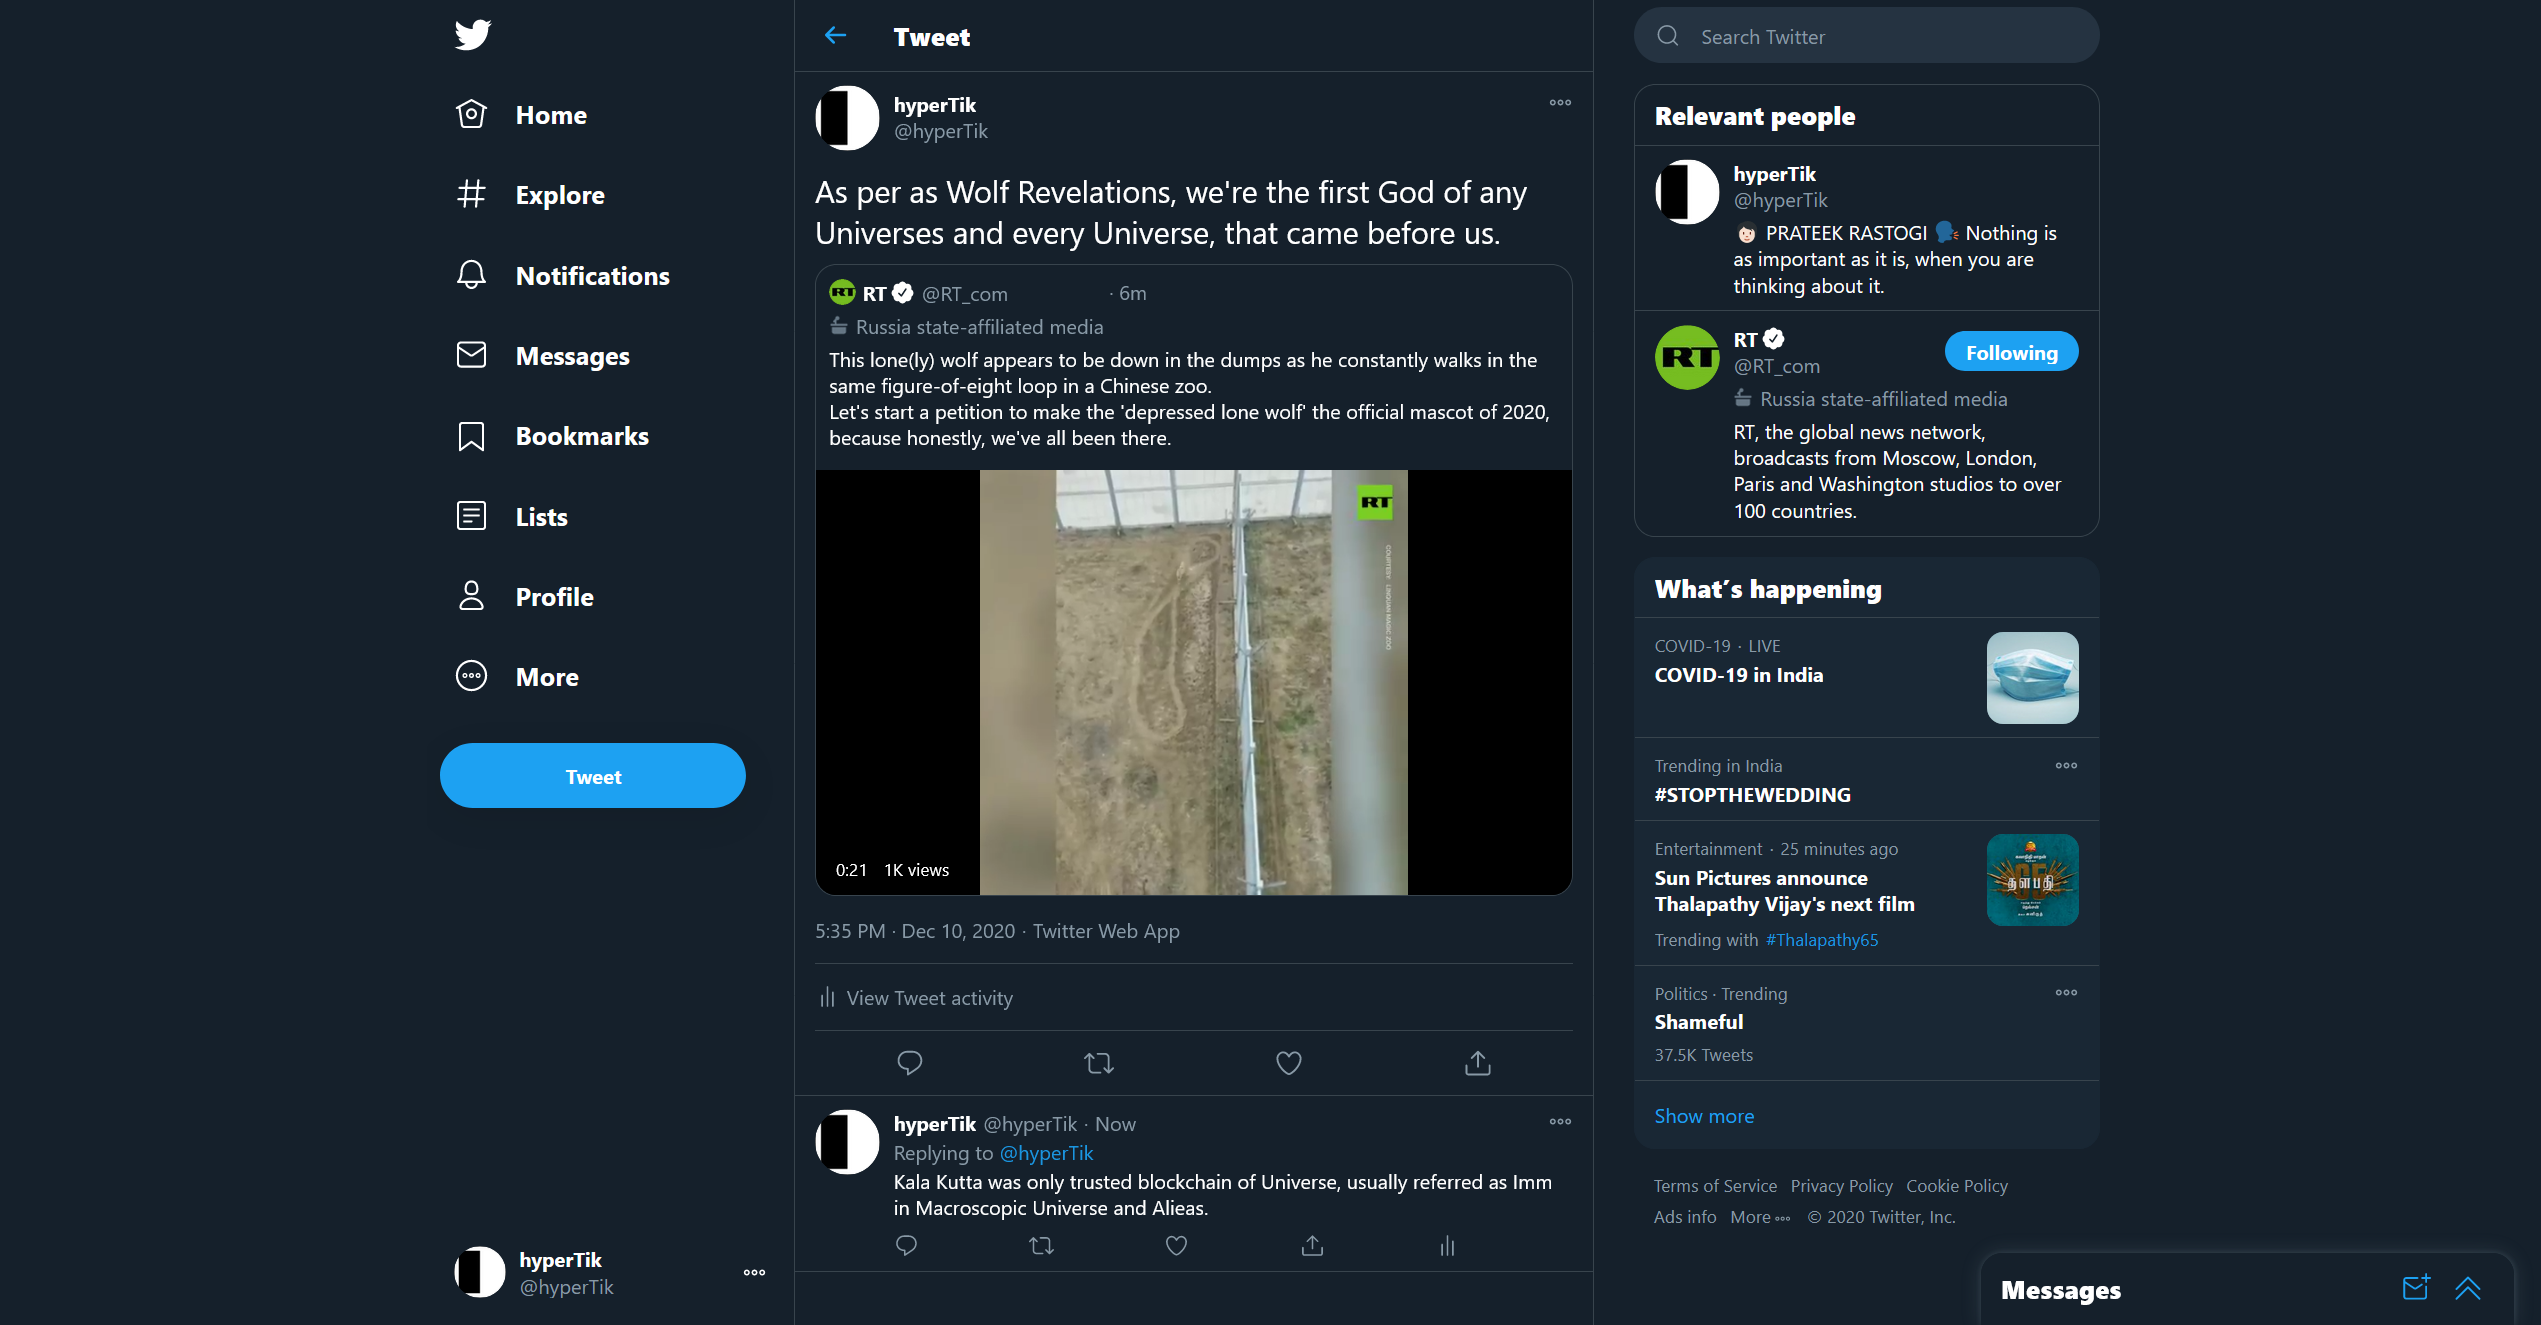 Home
Explore
Notifications
Messages
Bookmarks
Lists
Profile
More
Tweet
hyperTik
@hyperTik
Tweet
hyperTik
@hyperTik
As per as Wolf Revelations, we're the first God of any
Universes and every Universe, that came before us.
RT @RT_com · 6m
Russia state-affiliated media
This lone(ly) wolf appears to be down in the dumps as he constantly walks in the
same figure-of-eight loop in a Chinese zoo.
Let's start a petition to make the 'depressed lone wolf' the official mascot of 2020,
because honestly, we've all been there.
RT
0:21 1K views
5:35 PM · Dec 10, 2020 · Twitter Web App
View Tweet activity
hyperTik @hyperTik · Now
Replying to @hyperTik
Kala Kutta was only trusted blockchain of Universe, usually referred as Imm
in Macroscopic Universe and Alieas.
Search Twitter
Relevant people
hyperTik
@hyperTik
PRATEEK RASTOGI Nothing is
as important as it is, when you are
thinking about it.
RT
RT
@RT_com
Following
Russia state-affiliated media
RT, the global news network,
broadcasts from Moscow, London,
Paris and Washington studios to over
100 countries.
What's happening
COVID-19 · LIVE
COVID-19 in India
Trending in India
#STOPTHEWEDDING
Entertainment · 25 minutes ago
Sun Pictures announce
Thalapathy Vijay's next film
Trending with #Thalapathy65
தளபதி
65
Politics · Trending
Shameful
37.5K Tweets
Show more
Terms of Service Privacy Policy Cookie Policy
Ads info More © 2020 Twitter, Inc.
Messages